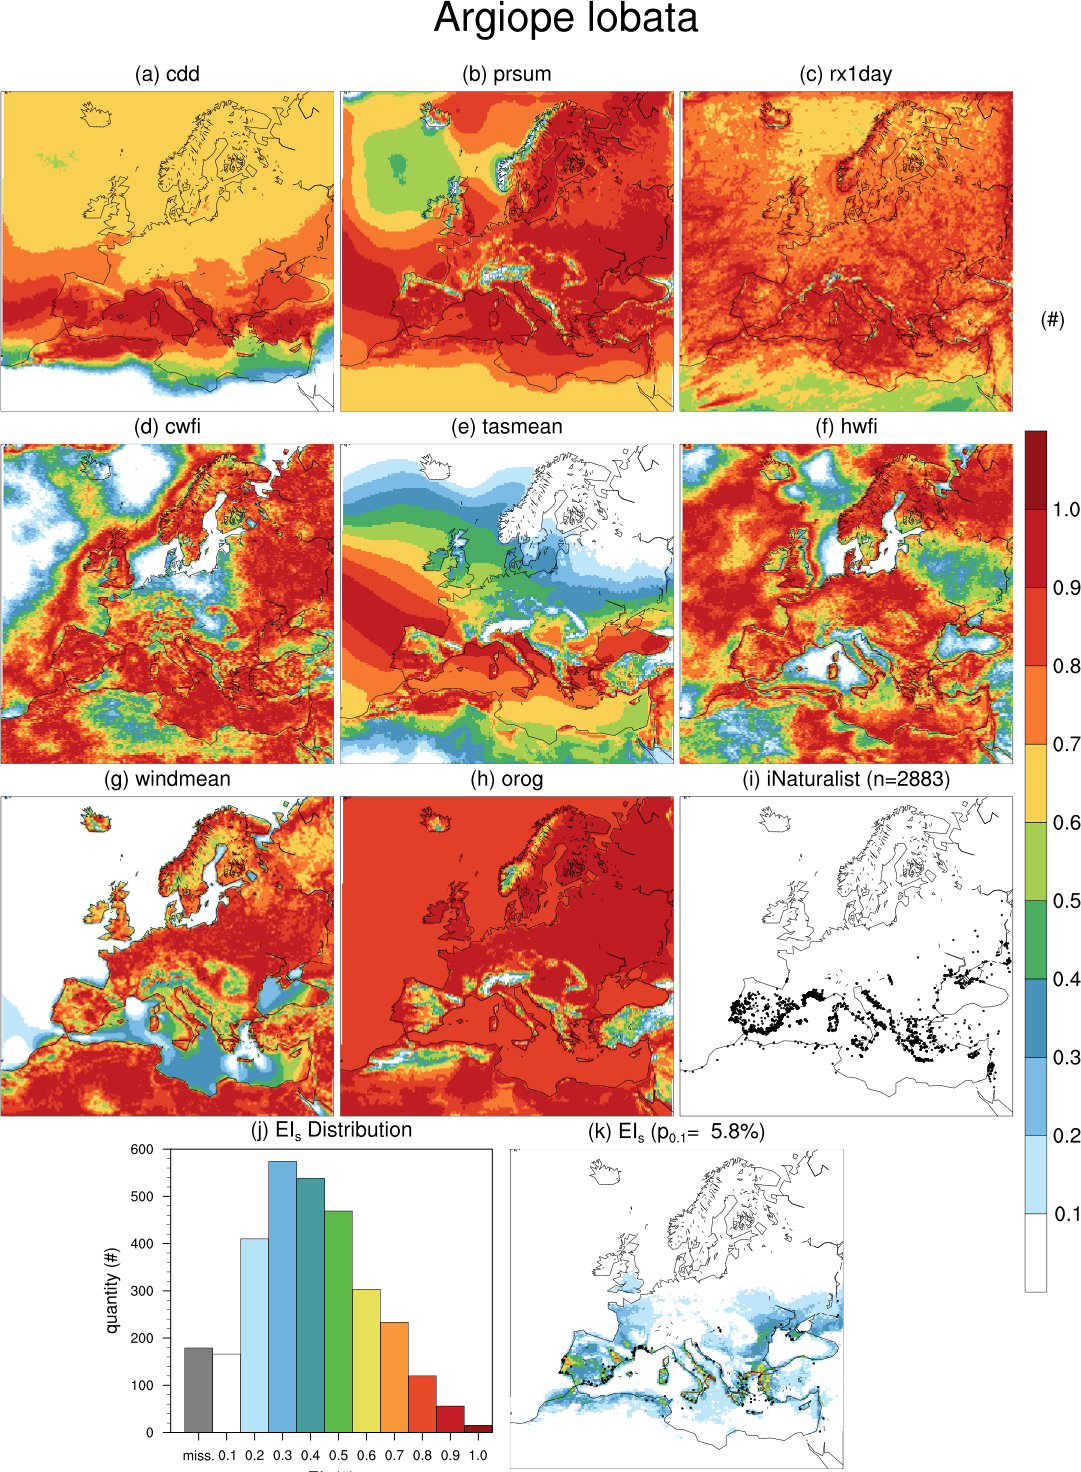 Argiope lobata
(a) cdd
(b) prsum
(c) rx1day
(#)
(d) cwfi
(e) tasmean
(f) hwfi
1.0
0.9
0.8
0.7
0.6
0.5
0.4
0.3
0.2
0.1
(g) windmean
(h) orog
(i) iNaturalist (n=2883)
(j) EIs Distribution
(k) EIs (p0.1= 5.8%)
600
500
400
300
200
100
0
quantity (#)
miss. 0.1 0.2 0.3 0.4 0.5 0.6 0.7 0.8 0.9 1.0